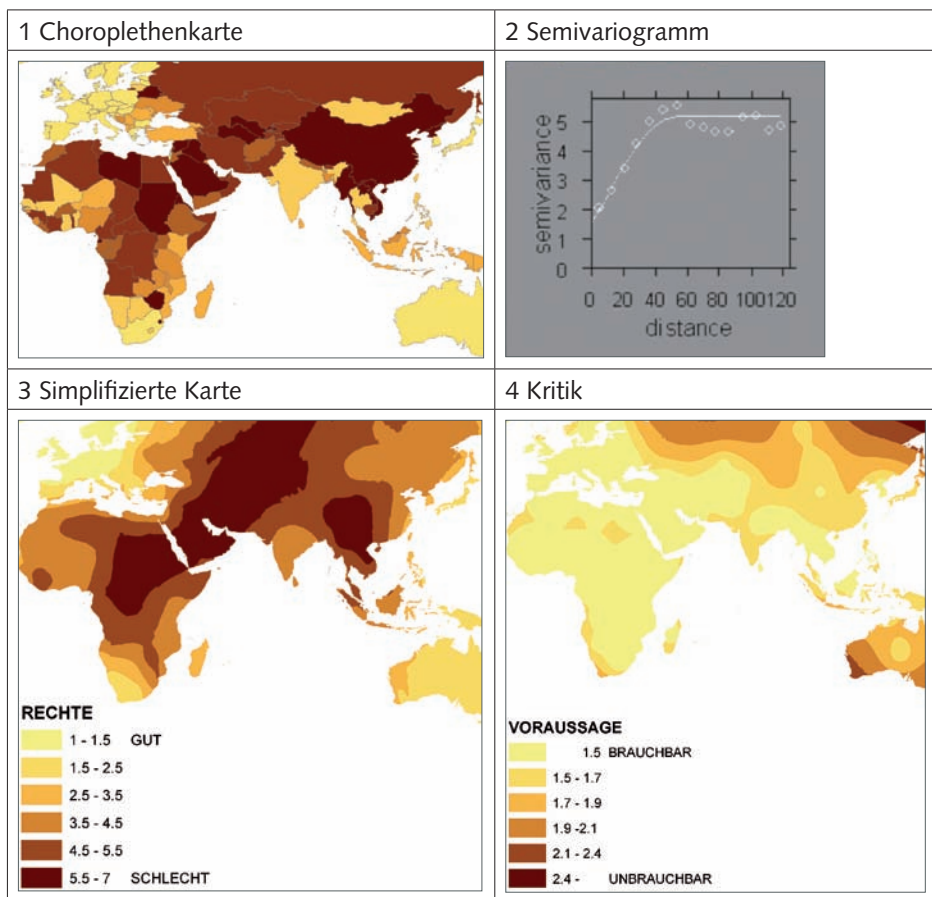 1 Choroplethenkarte
2 Semivariogramm
semivariance
5
4
3
2
1
0
0 20 40 60 80 100 120
distance
3 Simplifizierte Karte
4 Kritik
RECHTE
1 - 1.5 GUT
1.5 - 2.5
2.5 - 3.5
3.5 - 4.5
4.5 - 5.5
5.5 - 7 SCHLECHT
VORAUSSAGE
1.5 BRAUCHBAR
1.5 - 1.7
1.7 - 1.9
1.9 -2.1
2.1 - 2.4
2.4 - UNBRAUCHBAR